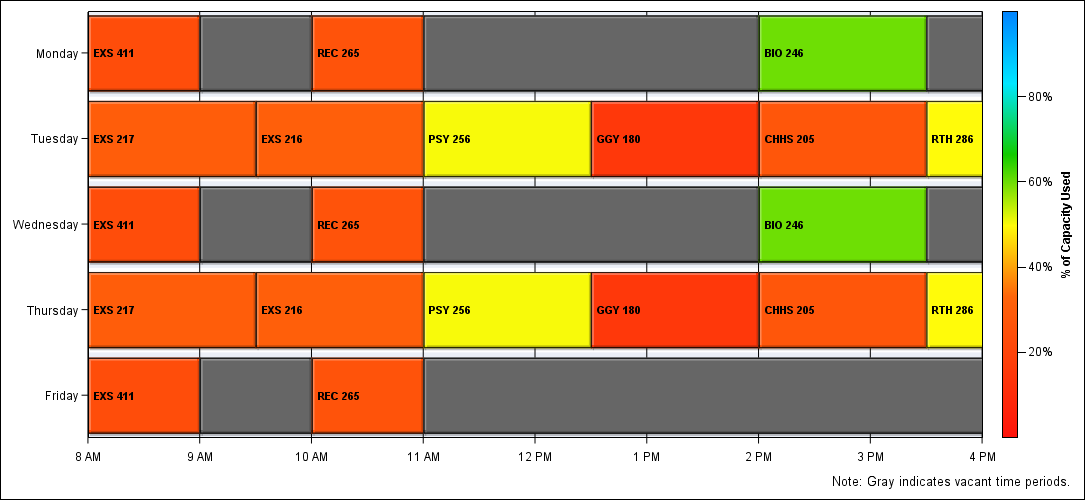 Monday EXS 411 REC 265 BIO 246
80%
Tuesday EXS 217 EXS 216 PSY 256 GGY 180 CHHS 205 RTH 286
60%
Wednesday EXS 411 REC 265 BIO 246
% of Capacity Used
40%
Thursday EXS 217 EXS 216 PSY 256 GGY 180 CHHS 205 RTH 286
20%
Friday EXS 411 REC 265
8 AM 9 AM 10 AM 11 AM 12 PM 1 PM 2 PM 3 PM 4 PM
Note: Gray indicates vacant time periods.